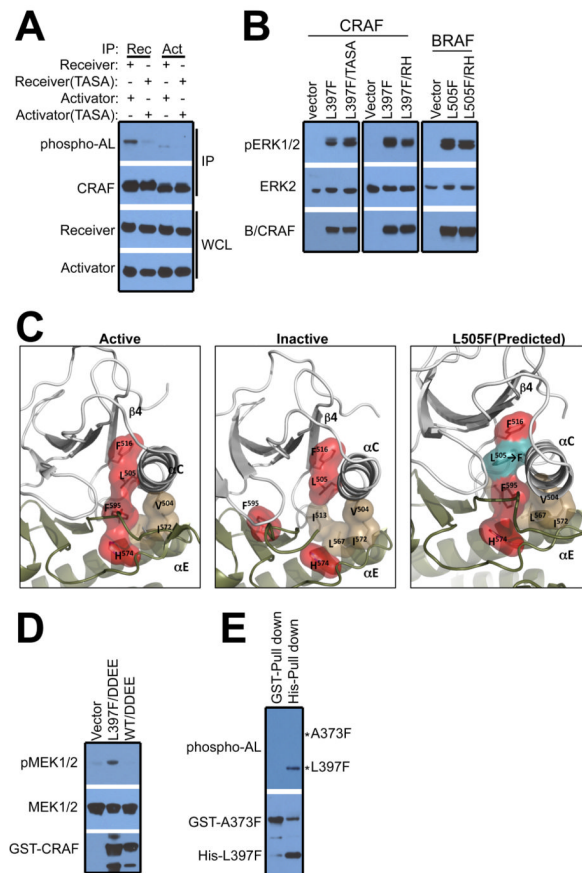 A
IP: Rec Act
Receiver: + - + -
Receiver(TASA): - + - +
Activator: + - + -
Activator(TASA): - + - +
phospho-AL
CRAF
IP
Receiver
Activator
WCL
B
CRAF
BRAF
vector
L397F
L397F/TASA
Vector
L397F
L397F/RH
Vector
L505F
L505F/RH
pERK1/2
ERK2
B/CRAF
C
Active
β4
F516
αC
L505
F595
V504
I572
H574
αE
Inactive
β4
F516
αC
L505
F595
I513
V504
L567
I572
H574
αE
L505F(Predicted)
F516
αC
L505→F
F595
V504
L567
I572
H574
αE
D
Vector
L397F/DDEE
WT/DDEE
pMEK1/2
MEK1/2
GST-CRAF
E
GST-Pull down
His-Pull down
phospho-AL
*A373F
*L397F
GST-A373F
His-L397F